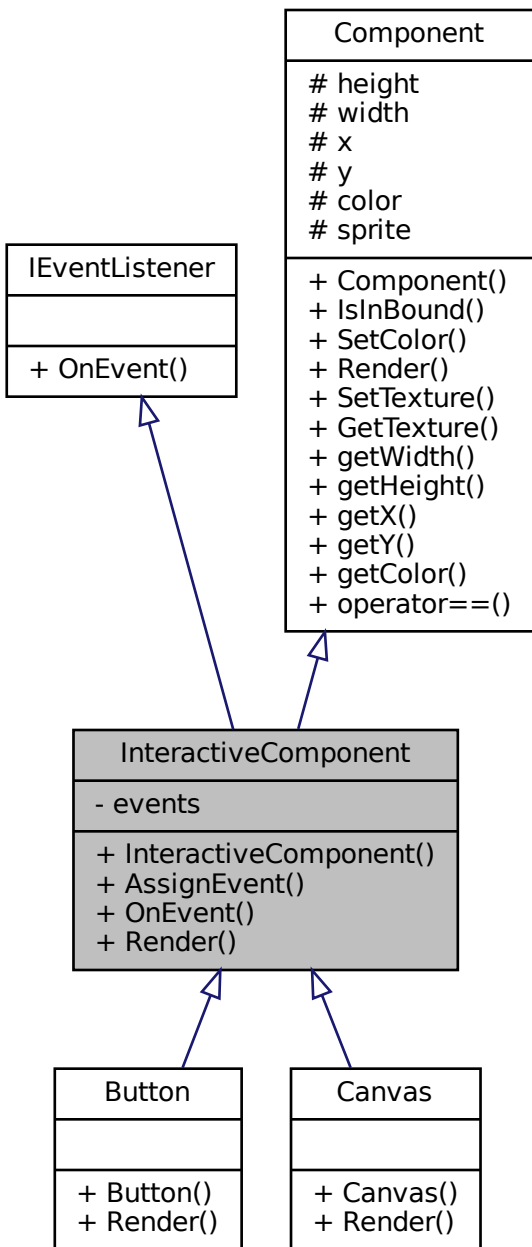 Component
# height
# width
# x
# y
# color
# sprite
+ Component()
+ IsInBound()
+ SetColor()
+ Render()
+ SetTexture()
+ GetTexture()
+ getWidth()
+ getHeight()
+ getX()
+ getY()
+ getColor()
+ operator==()
IEventListener
+ OnEvent()
InteractiveComponent
- events
+ InteractiveComponent()
+ AssignEvent()
+ OnEvent()
+ Render()
Button
+ Button()
+ Render()
Canvas
+ Canvas()
+ Render()